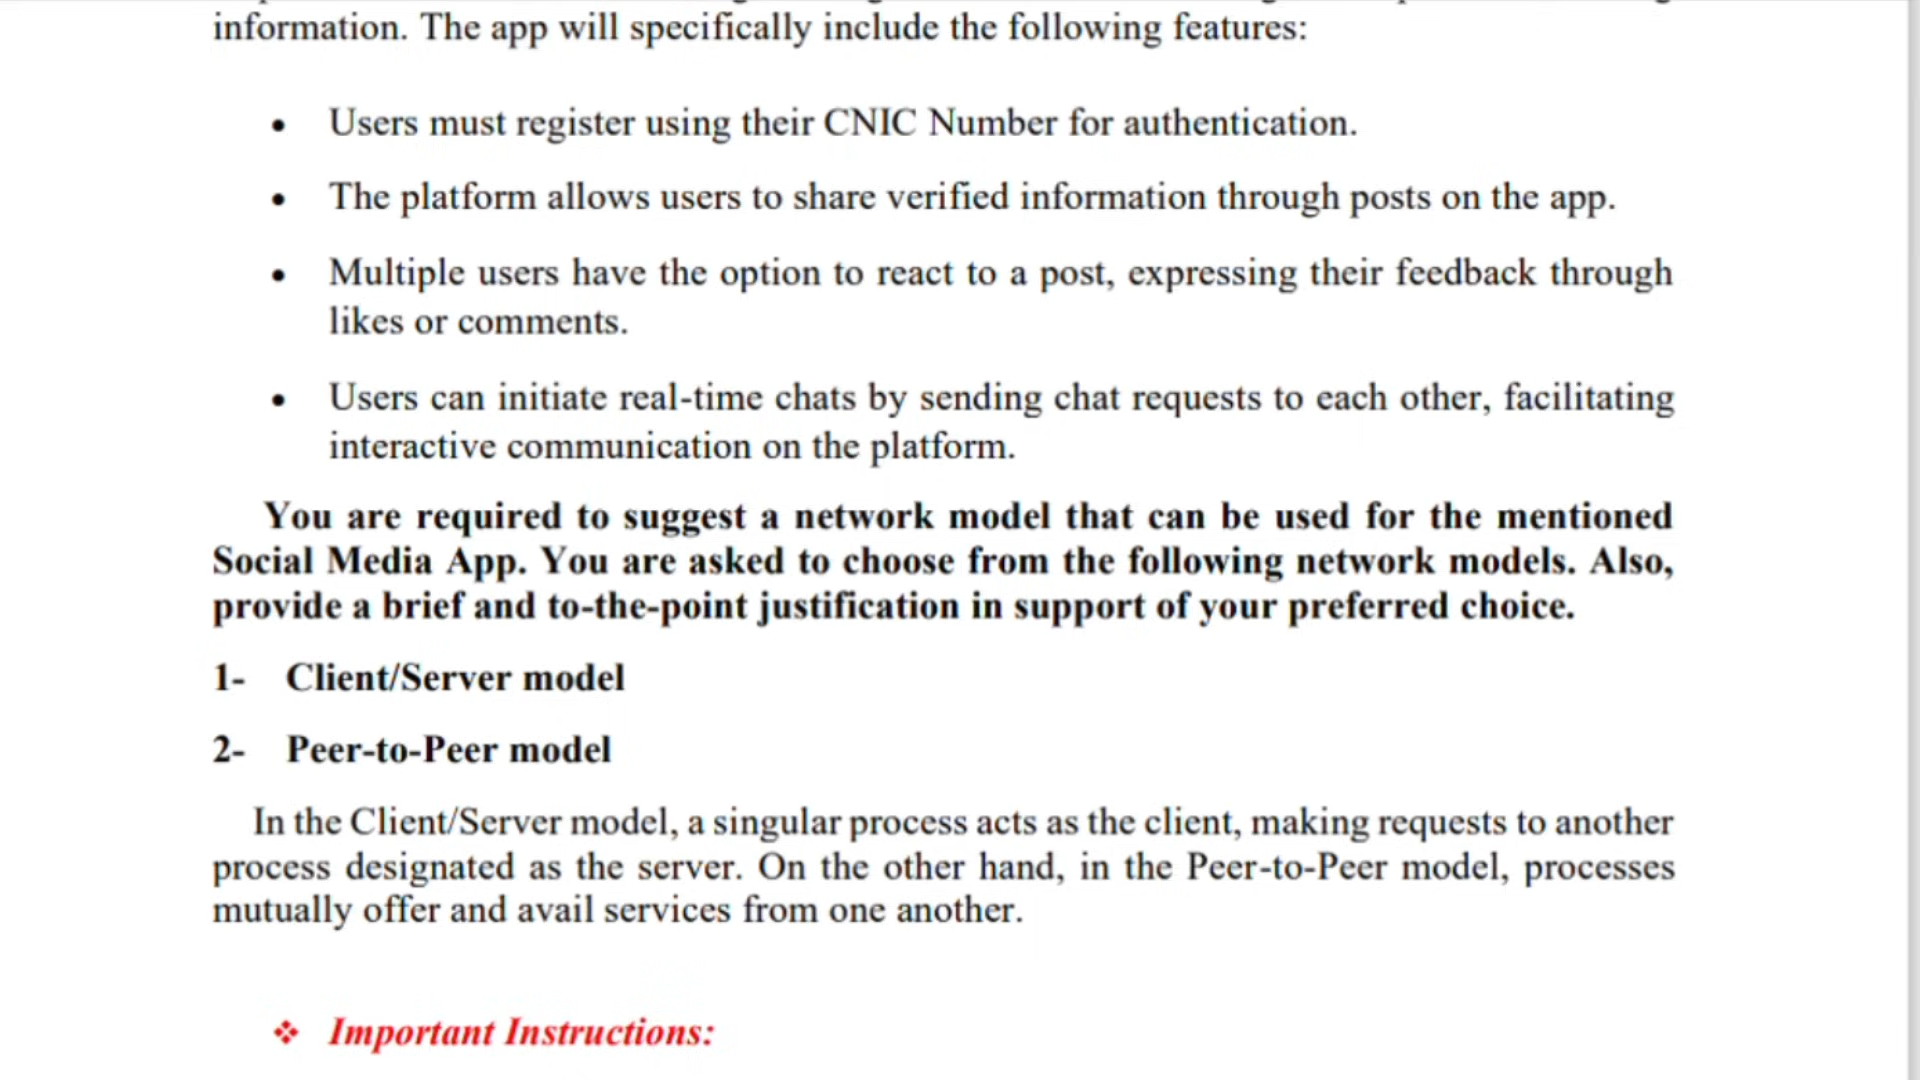 information. The app will specifically include the following features:
• Users must register using their CNIC Number for authentication.
• The platform allows users to share verified information through posts on the app.
• Multiple users have the option to react to a post, expressing their feedback through
likes or comments.
• Users can initiate real-time chats by sending chat requests to each other, facilitating
interactive communication on the platform.
You are required to suggest a network model that can be used for the mentioned
Social Media App. You are asked to choose from the following network models. Also,
provide a brief and to-the-point justification in support of your preferred choice.
1- Client/Server model
2- Peer-to-Peer model
In the Client/Server model, a singular process acts as the client, making requests to another
process designated as the server. On the other hand, in the Peer-to-Peer model, processes
mutually offer and avail services from one another.
❖ Important Instructions: